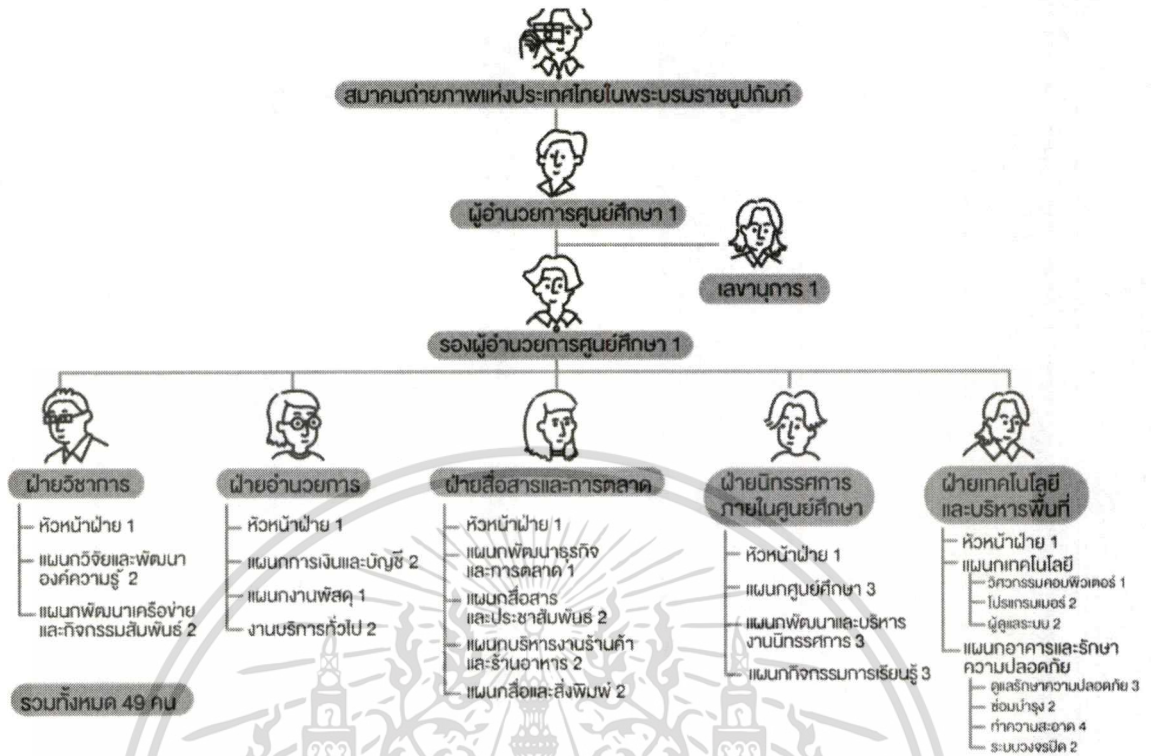 สมาคมถ่ายภาพแห่งประเทศไทยในพระบรมราชนูปถัมภ์
ผู้อำนวยการศูนย์ศึกษา 1
เลขานุการ 1
รองผู้อำนวยการศูนย์ศึกษา 1
ฝ่ายวิชาการ
หัวหน้าฝ่าย 1
แผนกวิจัยและพัฒนา
องค์ความรู้ 2
แผนกพัฒนาเครือข่าย
และกิจกรรมสัมพันธ์ 2
รวมทั้งหมด 49 คน
ฝ่ายอำนวยการ
หัวหน้าฝ่าย 1
แผนกการเงินและบัญชี 2
แผนกงานพัสดุ 1
งานบริการทั่วไป 2
ฝ่ายสื่อสารและการตลาด
หัวหน้าฝ่าย 1
แผนกพัฒนาธุรกิจ
และการตลาด 1
แผนกสื่อสาร
และประชาสัมพันธ์ 2
แผนกบริหารงานร้านค้า
และร้านอาหาร 2
แผนกสื่อและสิ่งพิมพ์ 2
ฝ่ายนิทรรศการ
ภายในศูนย์ศึกษา
หัวหน้าฝ่าย 1
แผนกศูนย์ศึกษา 3
แผนกพัฒนาและบริหาร
งานนิทรรศการ 3
แผนกกิจกรรมการเรียนรู้ 3
ฝ่ายเทคโนโลยี
และบริหารพื้นที่
หัวหน้าฝ่าย 1
แผนกเทคโนโลยี
วิศวกรรมคอมพิวเตอร์ 1
โปรแกรมเมอร์ 2
ผู้ดูแลระบบ 2
แผนกอาคารและรักษา
ความปลอดภัย
ดูแลรักษาความปลอดภัย 3
ซ่อมบำรุง 2
ทำความสะอาด 4
ระบบวงจรปิด 2